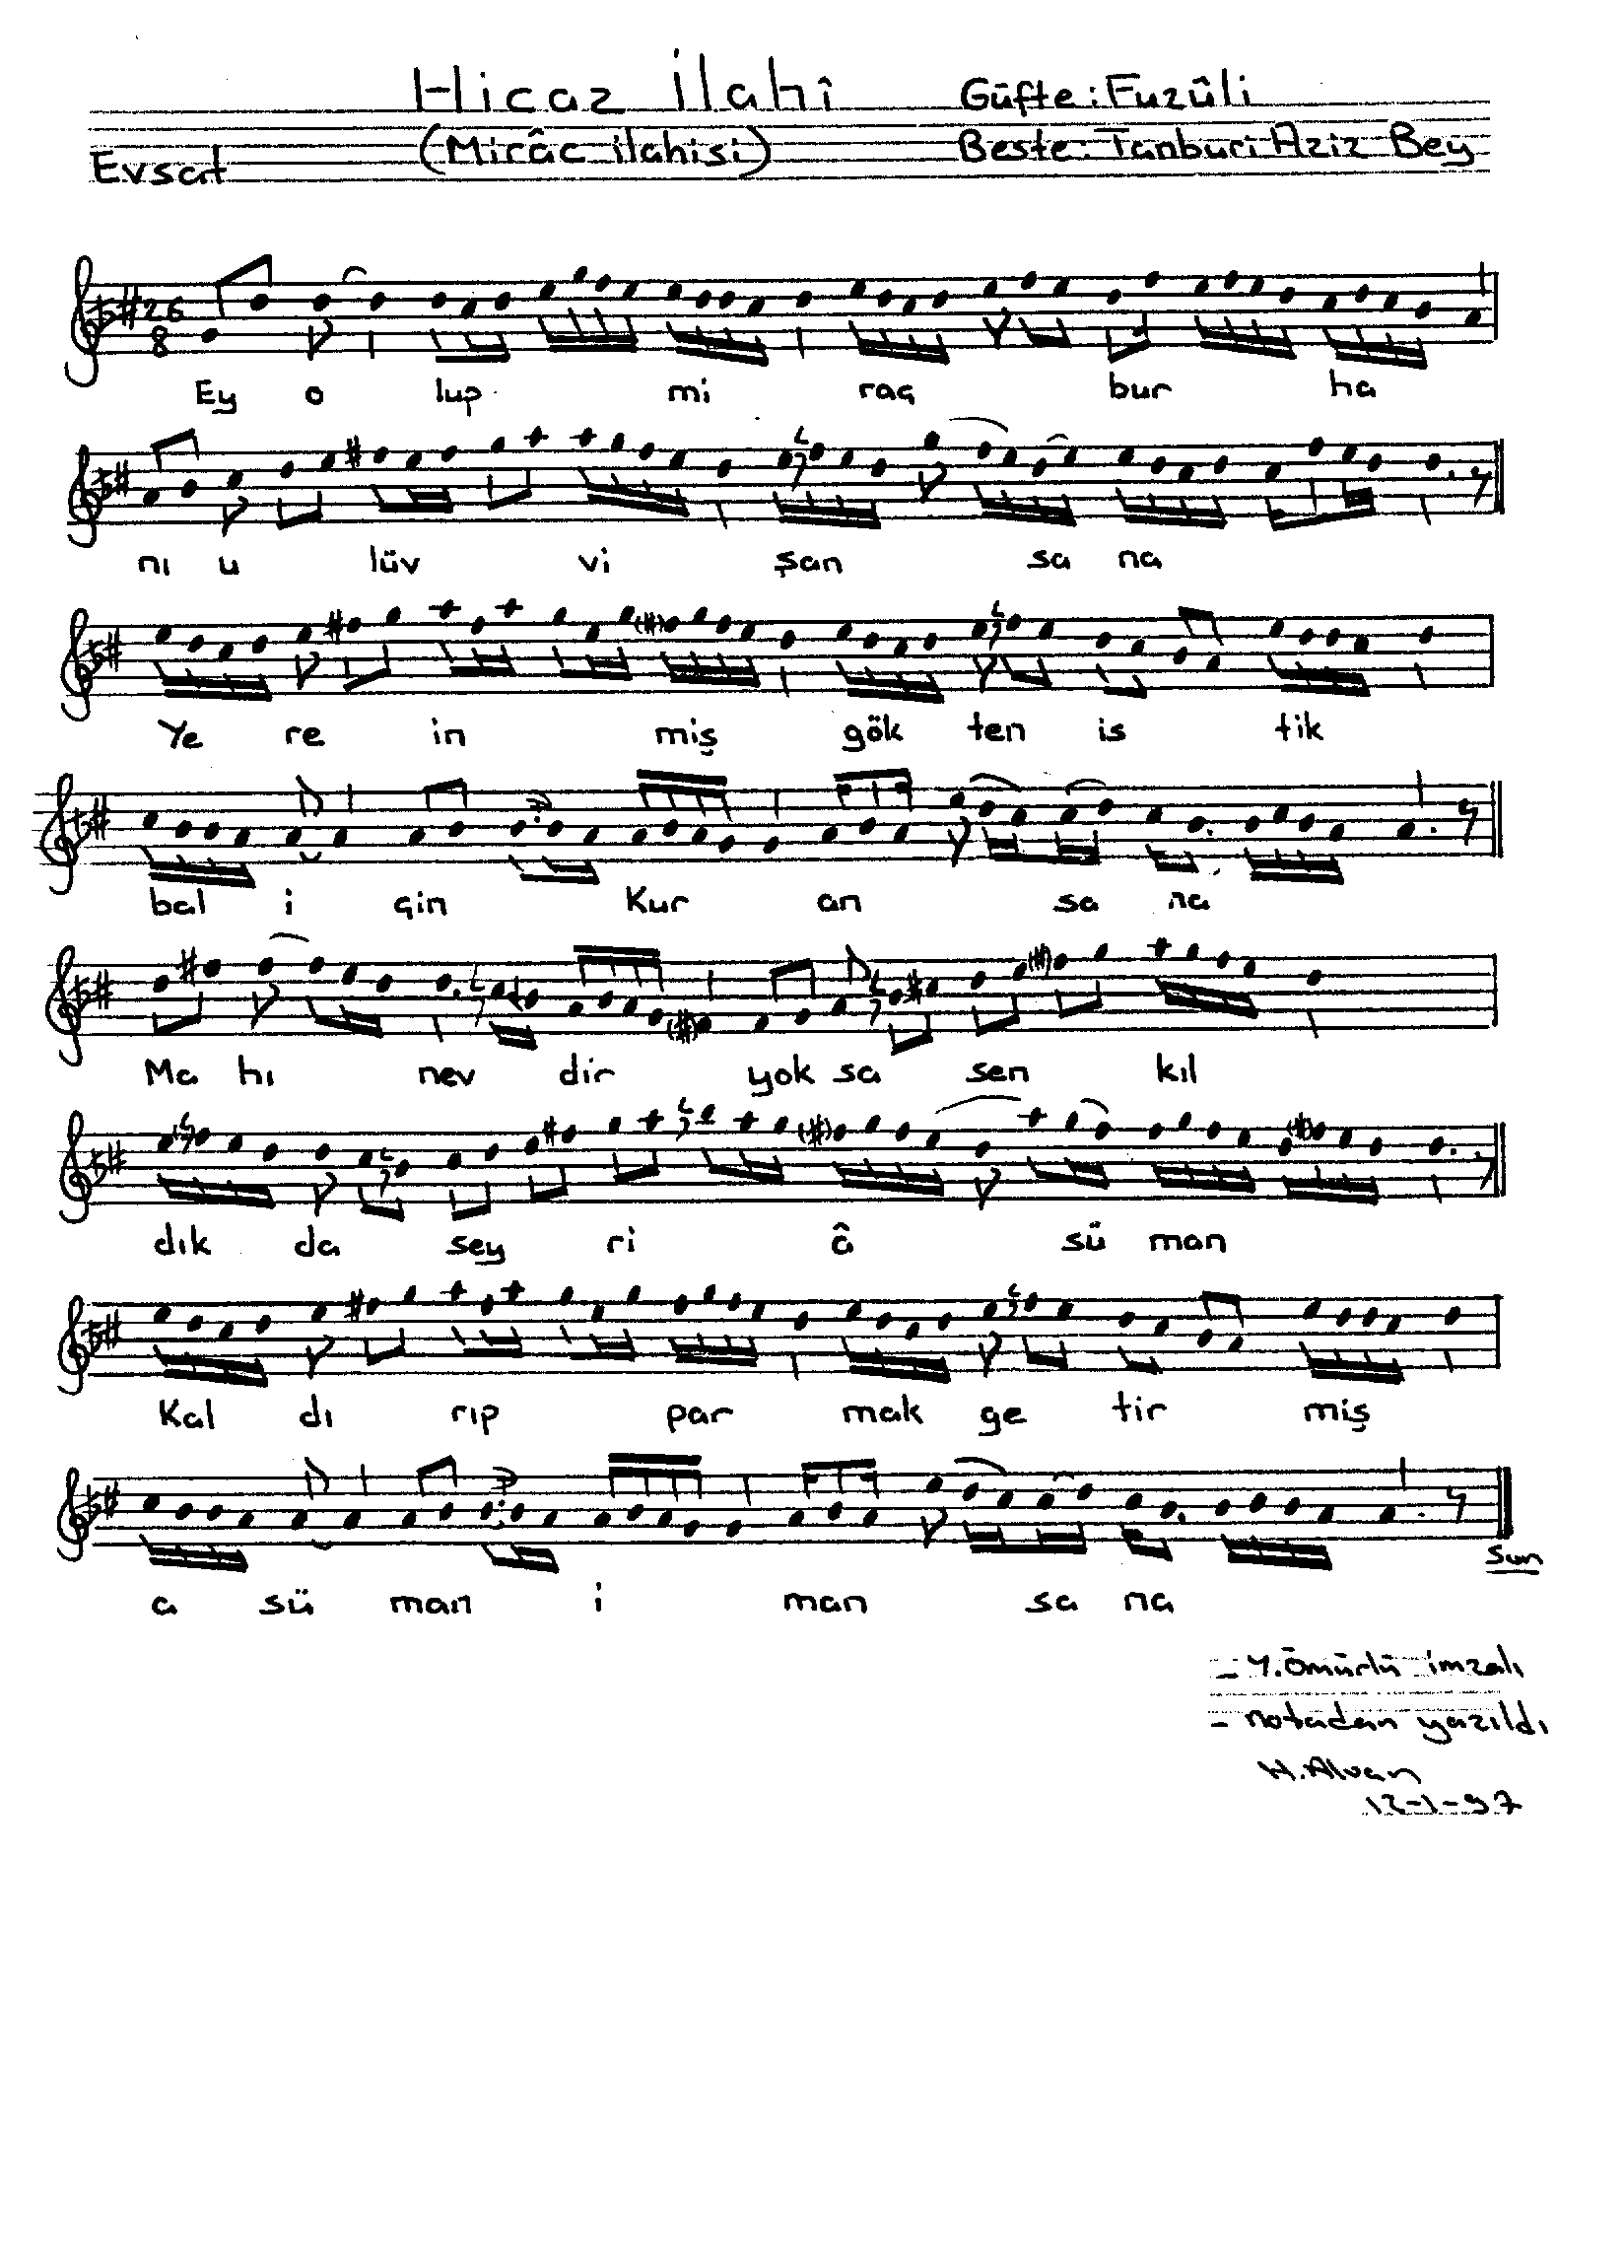 Hicaz İlahî
Güfte: Fuzûli
(Mirâc ilahisi)
Beste: Tanburi Aziz Bey
Evsat
26
8
Ey o lup mi raç bur ha
nı u lüv vi şan sa na
Ye re in miş gök ten is tik
bal i çin Kur an sa na
Ma hı nev dir yok sa sen kıl
dık da sey ri â sü man
Kal dı rıp par mak ge tir miş
a sü man i man sa na
Son
- Y. Ömürlü imzalı
- notadan yazıldı
H. Alvan
12-1-97